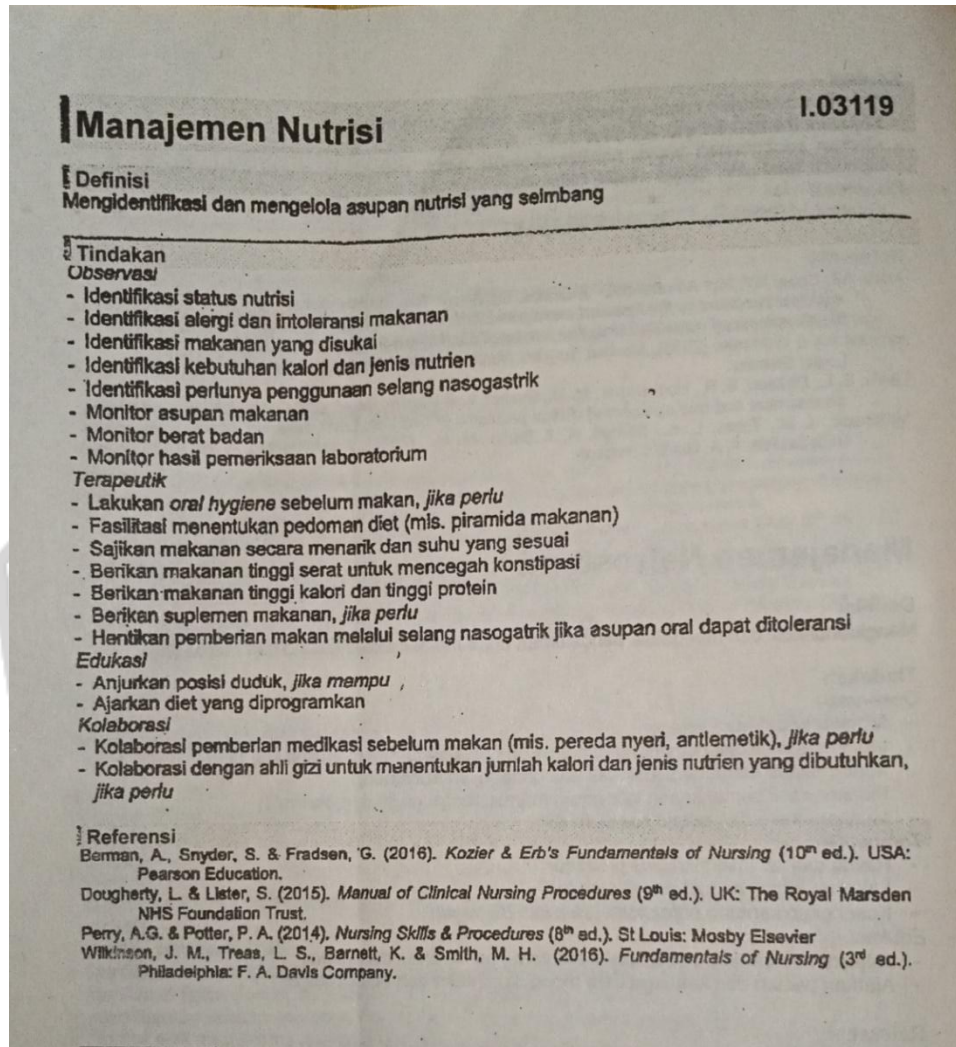 I.03119
Manajemen Nutrisi
Definisi
Mengidentifikasi dan mengelola asupan nutrisi yang seimbang
Tindakan
Observasi
- Identifikasi status nutrisi
- Identifikasi alergi dan intoleransi makanan
- Identifikasi makanan yang disukai
- Identifikasi kebutuhan kalori dan jenis nutrien
- Identifikasi perlunya penggunaan selang nasogastrik
- Monitor asupan makanan
- Monitor berat badan
- Monitor hasil pemeriksaan laboratorium
Terapeutik
- Lakukan oral hygiene sebelum makan, jika perlu
- Fasilitasi menentukan pedoman diet (mis. piramida makanan)
- Sajikan makanan secara menarik dan suhu yang sesuai
- Berikan makanan tinggi serat untuk mencegah konstipasi
- Berikan makanan tinggi kalori dan tinggi protein
- Berikan suplemen makanan, jika perlu
- Hentikan pemberian makan melalui selang nasogatrik jika asupan oral dapat ditoleransi
Edukasi
- Anjurkan posisi duduk, jika mampu
- Ajarkan diet yang diprogramkan
Kolaborasi
- Kolaborasi pemberian medikasi sebelum makan (mis. pereda nyeri, antiemetik), jika perlu
- Kolaborasi dengan ahli gizi untuk menentukan jumlah kalori dan jenis nutrien yang dibutuhkan,
jika perlu
Referensi
Berman, A., Snyder, S. & Fradsen, G. (2016). Kozier & Erb's Fundamentals of Nursing (10th ed.). USA:
Pearson Education.
Dougherty, L. & Lister, S. (2015). Manual of Clinical Nursing Procedures (9th ed.). UK: The Royal Marsden
NHS Foundation Trust.
Perry, A.G. & Potter, P. A. (2014). Nursing Skills & Procedures (8th ed.). St Louis: Mosby Elsevier
Wilkinson, J. M., Treas, L. S., Barnett, K. & Smith, M. H. (2016). Fundamentals of Nursing (3rd ed.).
Philadelphia: F. A. Davis Company.